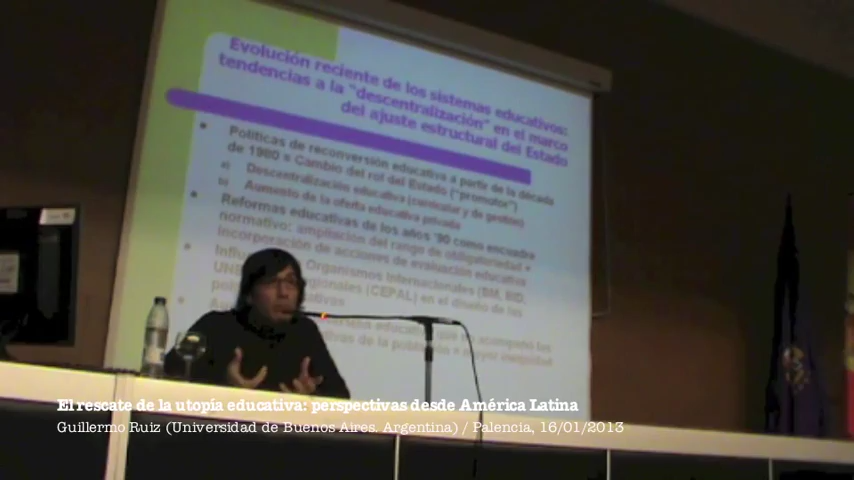 Evolución reciente de los sistemas educativos:
tendencias a la "descentralización" en el marco
del ajuste estructural del Estado
• Políticas de reconversión educativa a partir de la década
de 1980 = Cambio del rol del Estado ("promotor")
a) Descentralización educativa (curricular y de gestión)
b) Aumento de la oferta educativa privada
• Reformas educativas de los años '90 como encuadre
normativo: ampliación del rango de obligatoriedad +
incorporación de acciones de evaluación educativa
• Organismos Internacionales (BM, BID,
regionales (CEPAL) en el diseño de las
El rescate de la utopía educativa: perspectivas desde América Latina
Guillermo Ruiz (Universidad de Buenos Aires. Argentina) / Palencia, 16/01/2013